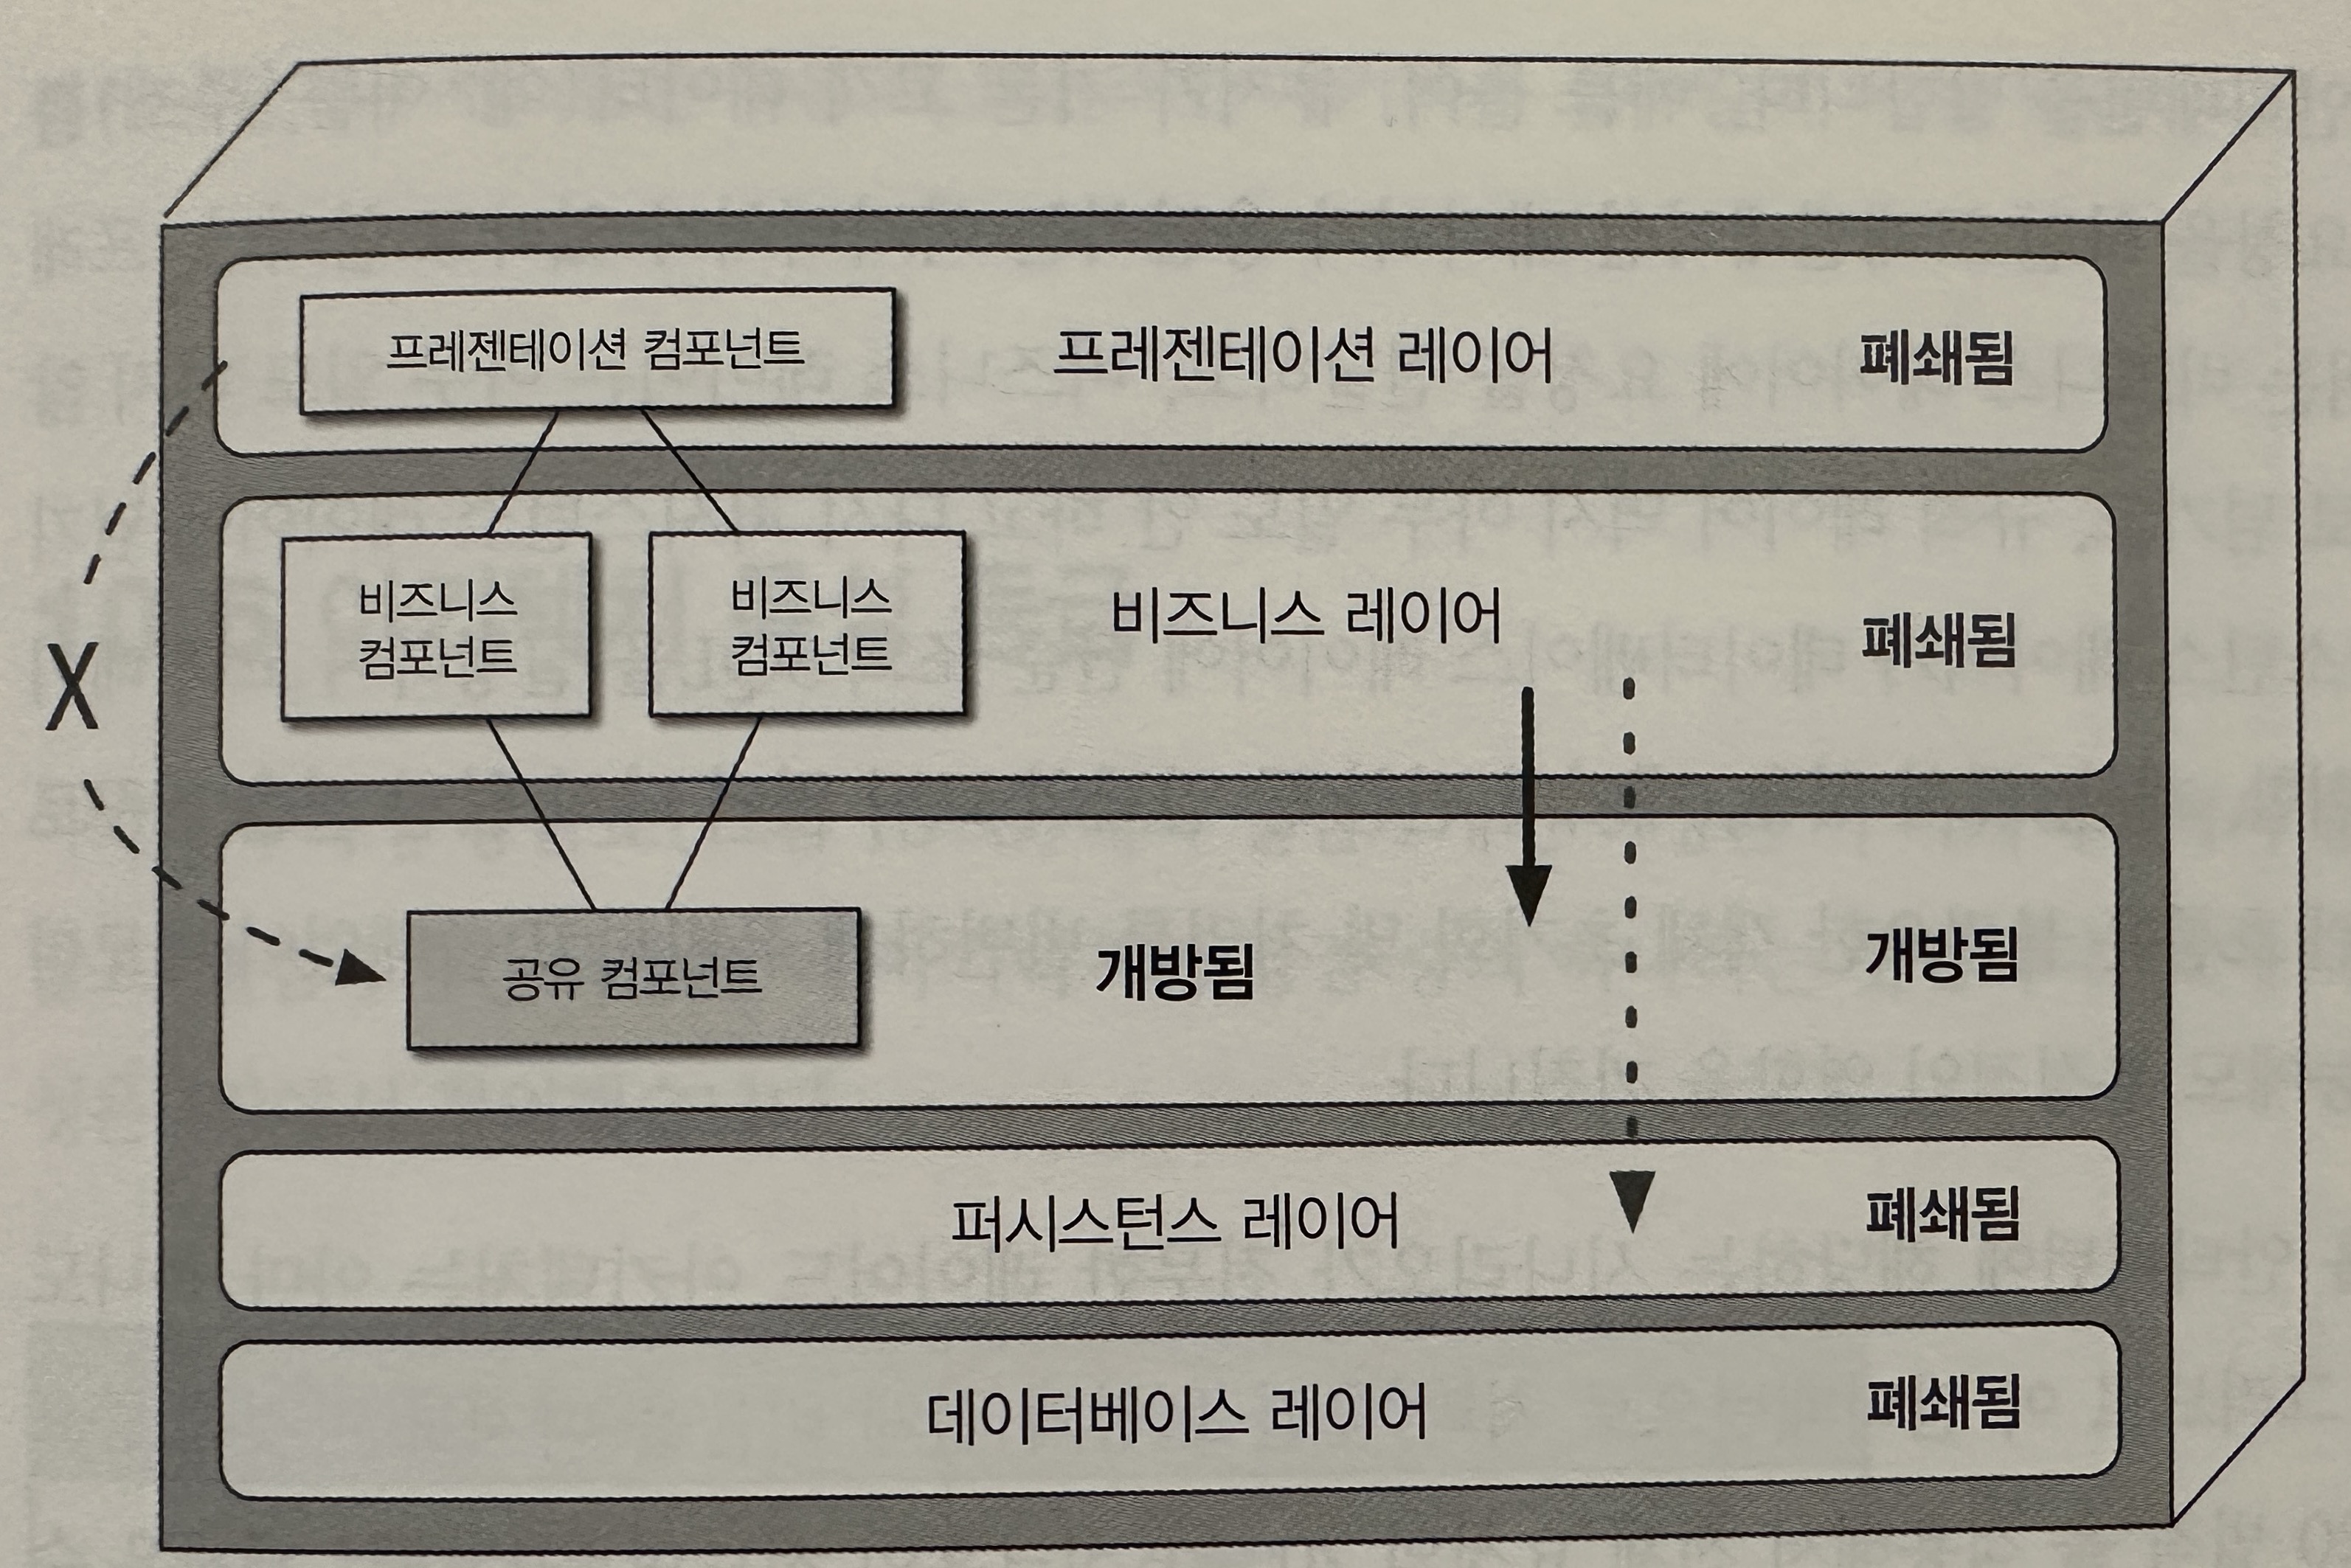 프레젠테이션 컴포넌트
프레젠테이션 레이어
폐쇄됨
비즈니스
컴포넌트
비즈니스
컴포넌트
비즈니스 레이어
폐쇄됨
X
공유 컴포넌트
개방됨
개방됨
퍼시스턴스 레이어
폐쇄됨
데이터베이스 레이어
폐쇄됨